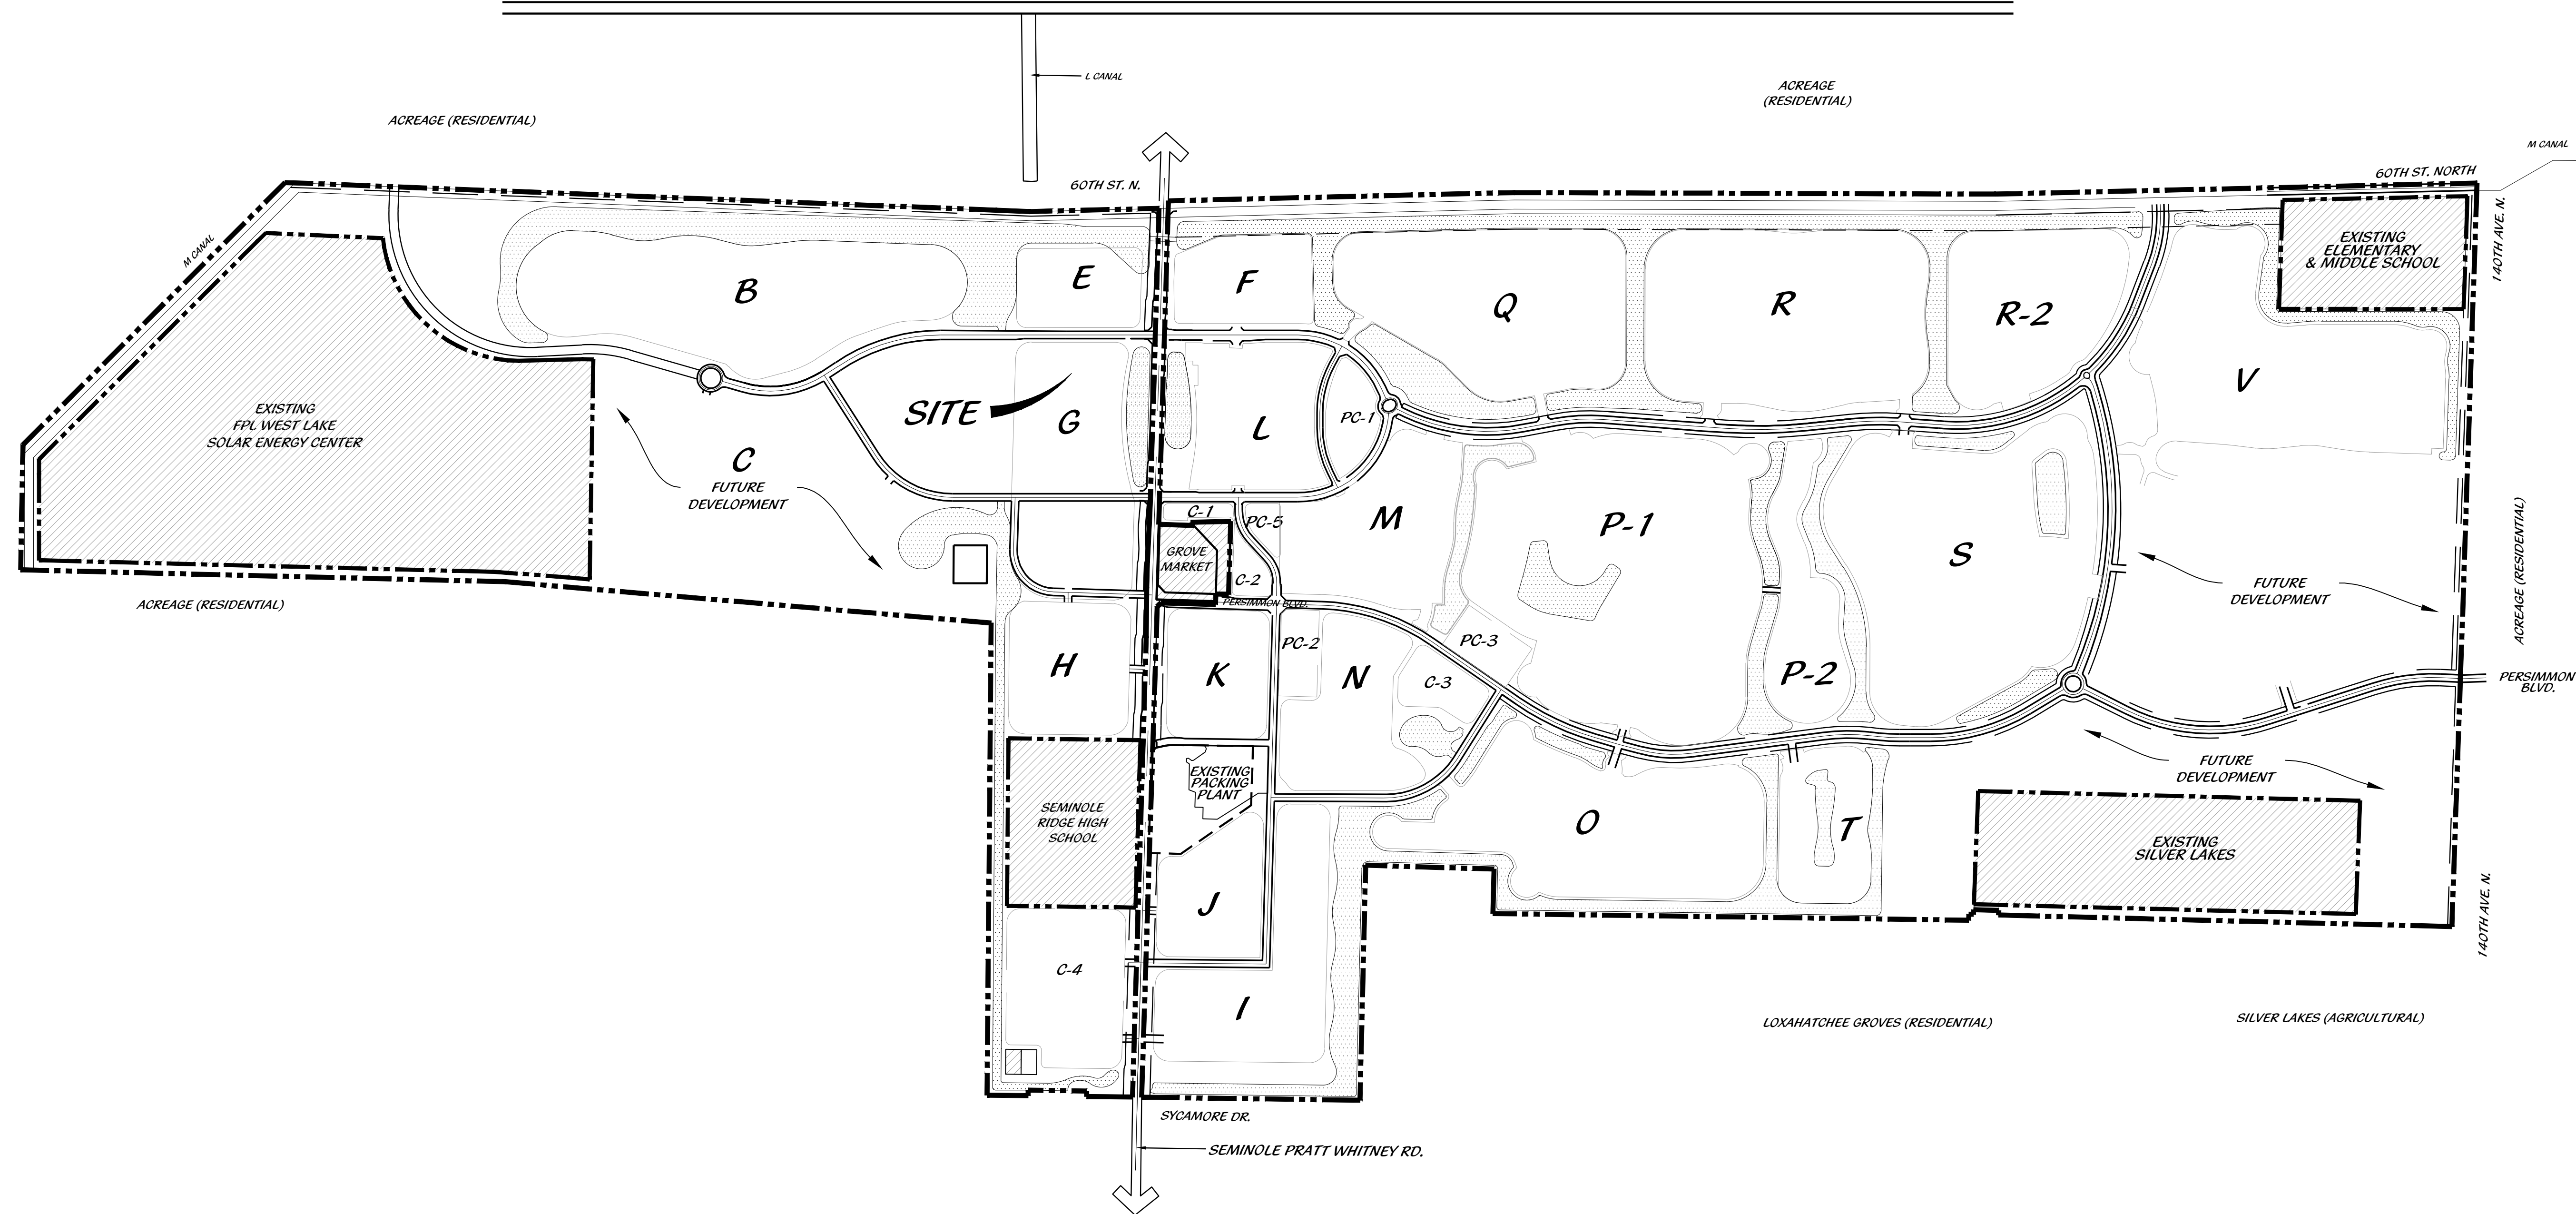 L CANAL
ACREAGE
(RESIDENTIAL)
ACREAGE (RESIDENTIAL)
M CANAL
60TH ST. N.
60TH ST. NORTH
140TH AVE. N.
M CANAL
EXISTING
ELEMENTARY
& MIDDLE SCHOOL
B
E
F
Q
R
R-2
V
EXISTING
FPL WEST LAKE
SOLAR ENERGY CENTER
SITE
G
L
PC-1
C
FUTURE
DEVELOPMENT
C-1
PC-5
M
P-1
S
GROVE
MARKET
C-2
PERSIMMON BLVD.
FUTURE
DEVELOPMENT
ACREAGE (RESIDENTIAL)
ACREAGE (RESIDENTIAL)
H
K
PC-2
N
PC-3
C-3
P-2
PERSIMMON
BLVD.
EXISTING
PACKING
PLANT
FUTURE
DEVELOPMENT
SEMINOLE
RIDGE HIGH
SCHOOL
O
T
EXISTING
SILVER LAKES
J
140TH AVE. N.
C-4
I
LOXAHATCHEE GROVES (RESIDENTIAL)
SILVER LAKES (AGRICULTURAL)
SYCAMORE DR.
SEMINOLE PRATT WHITNEY RD.